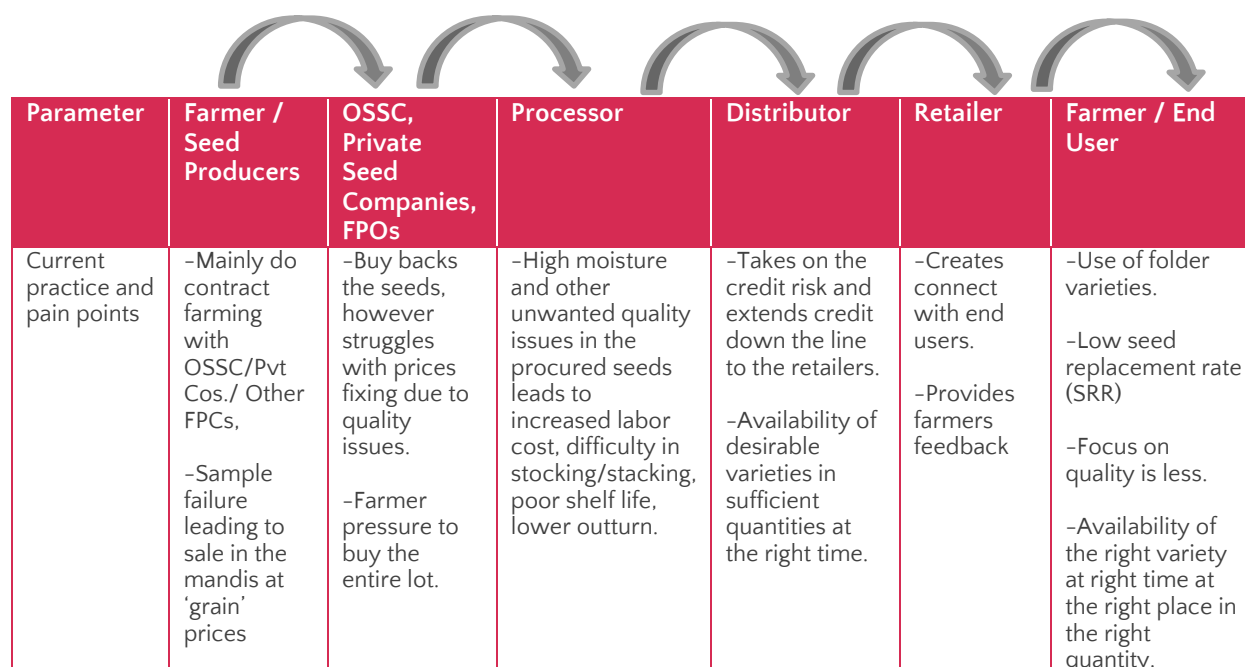 Parameter
Farmer /
Seed
Producers
OSSC,
Private
Seed
Companies,
FPOs
Processor
Distributor
Retailer
Farmer / End
User
Current
practice and
pain points
-Mainly do
contract
farming
with
OSSC/Pvt
Cos./ Other
FPCs,
-Sample
failure
leading to
sale in the
mandis at
‘grain’
prices
-Buy backs
the seeds,
however
struggles
with prices
fixing due to
quality
issues.
-Farmer
pressure to
buy the
entire lot.
-High moisture
and other
unwanted quality
issues in the
procured seeds
leads to
increased labor
cost, difficulty in
stocking/stacking,
poor shelf life,
lower outturn.
-Takes on the
credit risk and
extends credit
down the line
to the retailers.
-Availability of
desirable
varieties in
sufficient
quantities at
the right time.
-Creates
connect
with end
users.
-Provides
farmers
feedback
-Use of folder
varieties.
-Low seed
replacement rate
(SRR)
-Focus on
quality is less.
-Availability of
the right variety
at right time at
the right place in
the right
quantity.